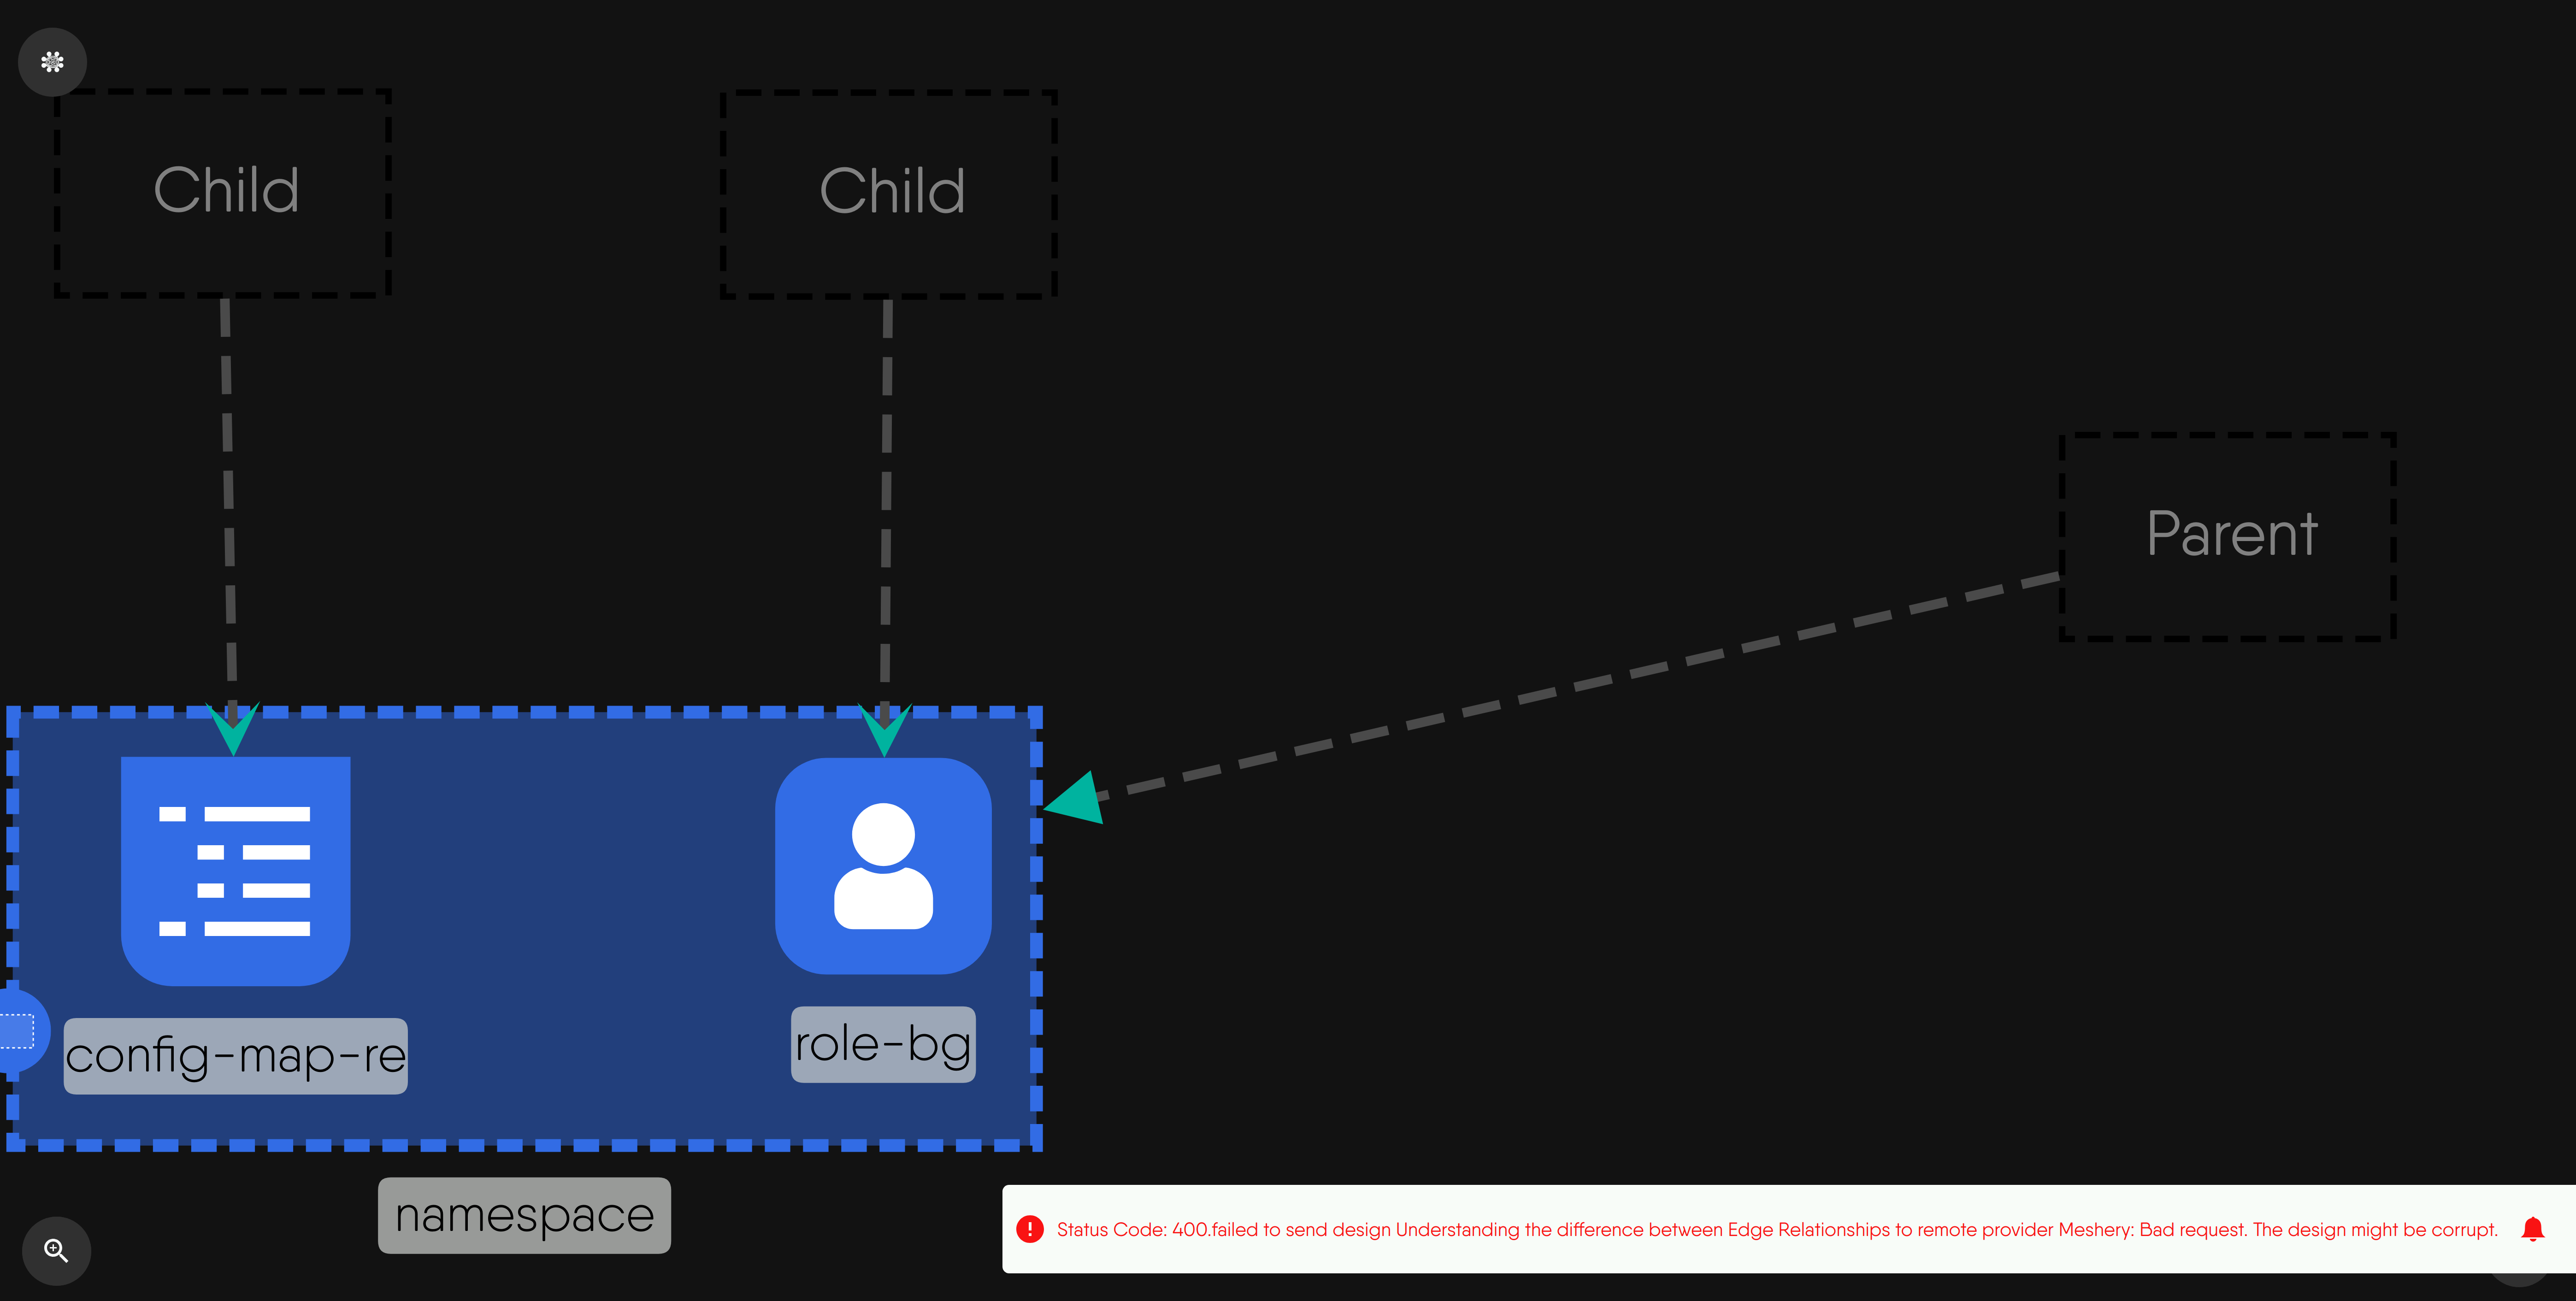 Child
Child
Parent
config-map-re
role-bg
namespace
Status Code: 400.failed to send design Understanding the difference between Edge Relationships to remote provider Meshery: Bad request. The design might be corrupt.